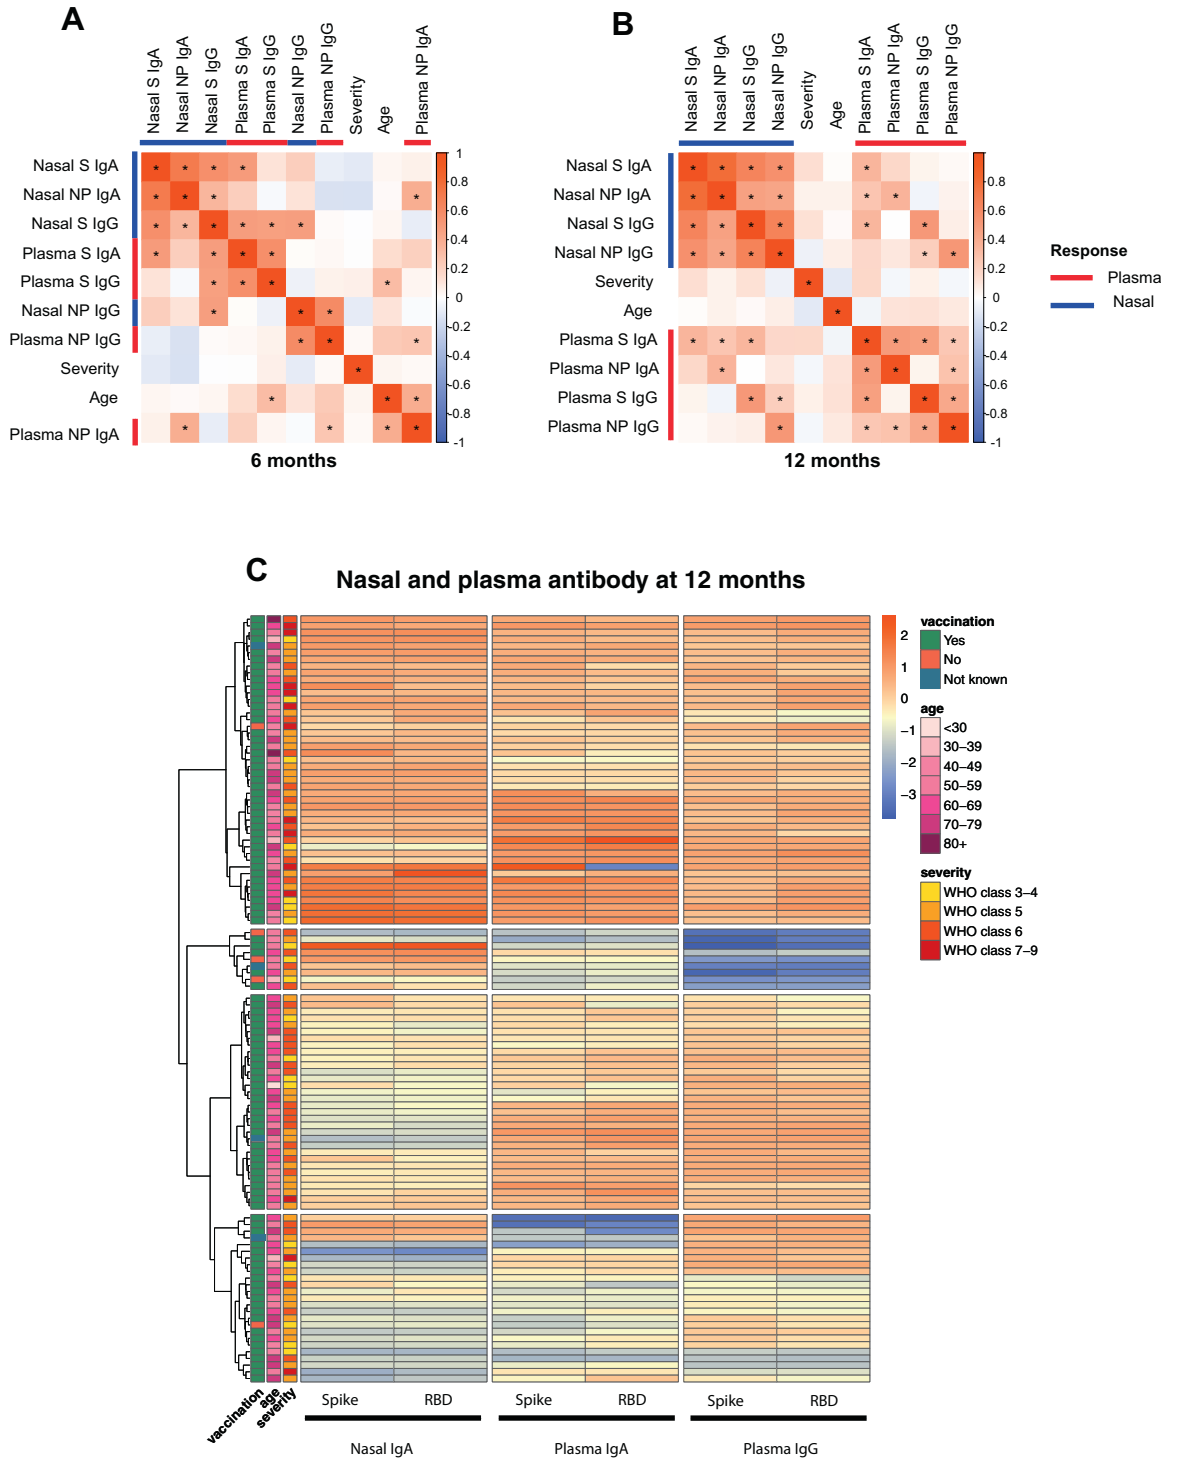 A
Nasal S IgA
Nasal NP IgA
Nasal S IgG
Plasma S IgA
Plasma S IgG
Nasal NP IgG
Plasma NP IgG
Severity
Age
Plasma NP IgA
Nasal S IgA
Nasal NP IgA
Nasal S IgG
Plasma S IgA
Plasma S IgG
Nasal NP IgG
Plasma NP IgG
Severity
Age
Plasma NP IgA
1
0.8
0.6
0.4
0.2
0
-0.2
-0.4
-0.6
-0.8
-1
6 months
B
Nasal S IgA
Nasal NP IgA
Nasal S IgG
Nasal NP IgG
Severity
Age
Plasma S IgA
Plasma NP IgA
Plasma S IgG
Plasma NP IgG
Nasal S IgA
Nasal NP IgA
Nasal S IgG
Nasal NP IgG
Severity
Age
Plasma S IgA
Plasma NP IgA
Plasma S IgG
Plasma NP IgG
0.8
0.6
0.4
0.2
0
-0.2
-0.4
-0.6
-0.8
-1
12 months
Response
Plasma
Nasal
C
Nasal and plasma antibody at 12 months
2
1
0
−1
−2
−3
vaccination
Yes
No
Not known
age
<30
30−39
40−49
50−59
60−69
70−79
80+
severity
WHO class 3−4
WHO class 5
WHO class 6
WHO class 7−9
vaccination
age
severity
Spike RBD Spike RBD Spike RBD
Nasal IgA Plasma IgA Plasma IgG